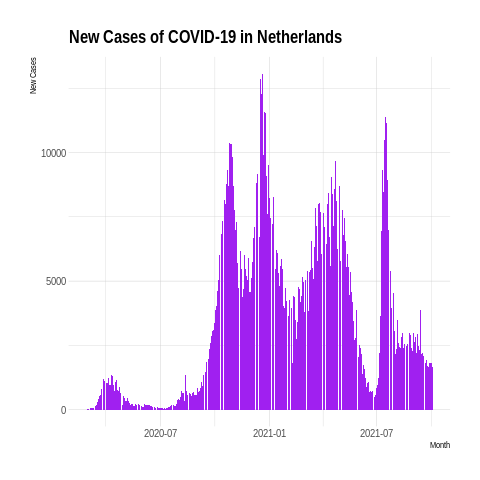 New Cases of COVID-19 in Netherlands
New Cases
10000
5000
0
2020-07
2021-01
2021-07
Month